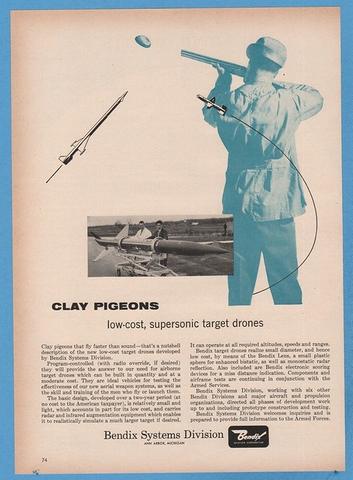 CLAY PIGEONS
low-cost, supersonic target drones
Clay pigeons that fly faster than sound—that's a nutshell
description of the new low-cost target drones developed
by Bendix Systems Division.
Program-controlled (with radio override, if desired)
they will provide the answer to our need for airborne
target drones which can be built in quantity and at a
moderate cost. They are ideal vehicles for testing the
effectiveness of our new aerial weapon systems, as well as
the skill and training of the men who fly or launch them.
The basic design, developed over a two-year period (at
no cost to the American taxpayer), is relatively small and
light, which accounts in part for its low cost, and carries
radar and infrared augmentation equipment which enables
it to realistically simulate a much larger target if desired.
It can operate at all required altitudes, speeds and ranges.
Bendix target drones realize small diameter, and hence
low cost, by means of the Bendix Lens, a small plastic
sphere for enhanced bistatic, as well as monostatic radar
reflection. Also included are Bendix electronic scoring
devices for a miss distance indication. Components and
airframe tests are continuing in conjunction with the
Armed Services.
Bendix Systems Division, working with six other
Bendix Divisions and major aircraft and propulsion
organizations, directed all phases of development work
up to and including prototype construction and testing.
Bendix Systems Division welcomes inquiries and is
prepared to provide full information to the Armed Forces.
Bendix Systems Division
ANN ARBOR, MICHIGAN
Bendix
AVIATION CORPORATION
74